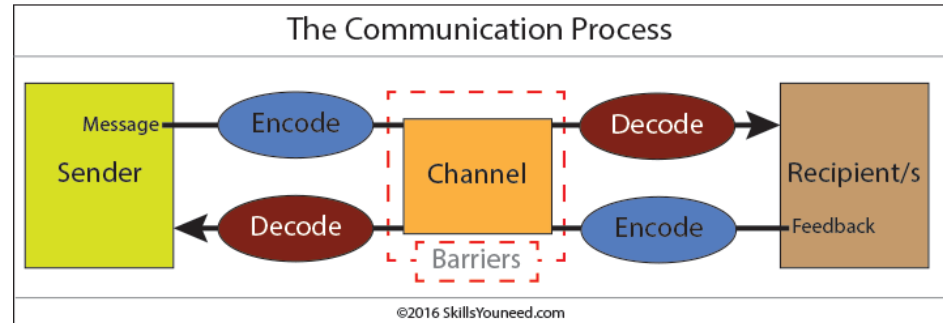 The Communication Process
Message
Encode
Decode
Sender
Channel
Recipient/s
Decode
Encode
Feedback
Barriers
©2016 SkillsYouneed.com